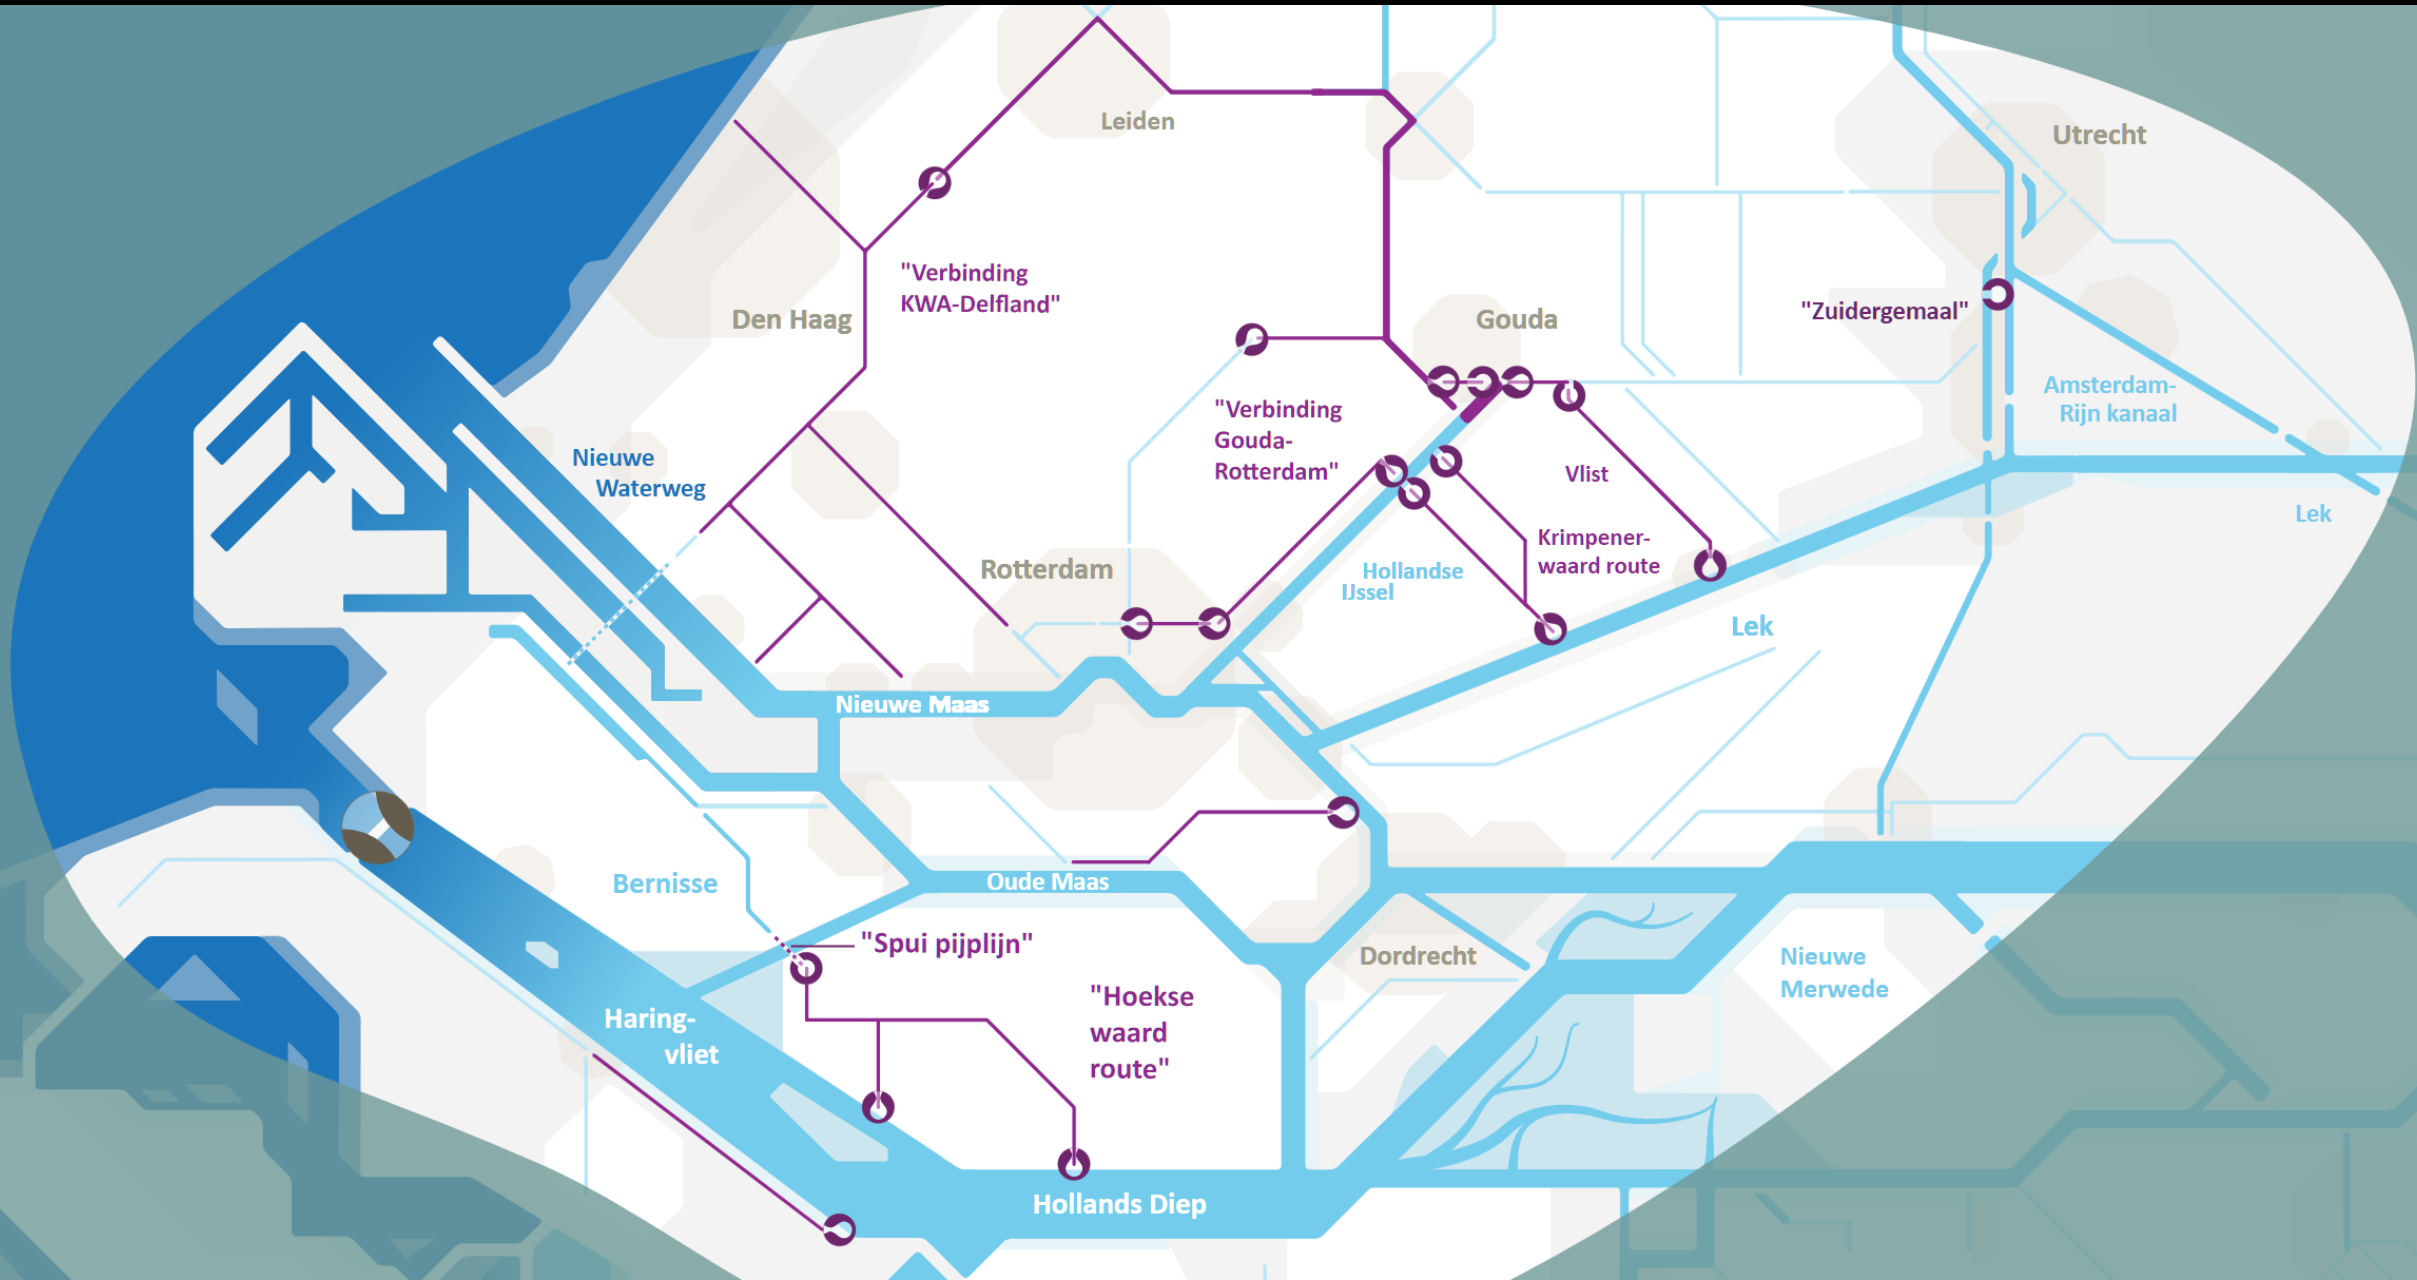 Leiden
Utrecht
"Verbinding
KWA-Delfland"
Den Haag
Gouda
"Zuidergemaal"
Amsterdam-
Rijn kanaal
"Verbinding
Gouda-
Rotterdam"
Nieuwe
Waterweg
Vlist
Lek
Krimpener-
waard route
Rotterdam
Hollandse
IJssel
Lek
Nieuwe Maas
Bernisse
Oude Maas
"Spui pijplijn"
Dordrecht
Nieuwe
Merwede
"Hoekse
waard
route"
Haring-
vliet
Hollands Diep